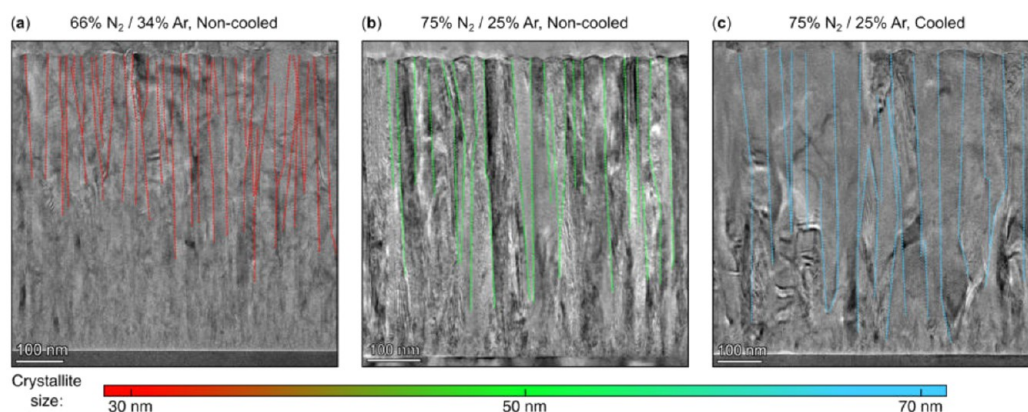 (a) 66% N₂ / 34% Ar, Non-cooled
(b) 75% N₂ / 25% Ar, Non-cooled
(c) 75% N₂ / 25% Ar, Cooled
100 nm
100 nm
100 nm
Crystallite
size:
30 nm
50 nm
70 nm